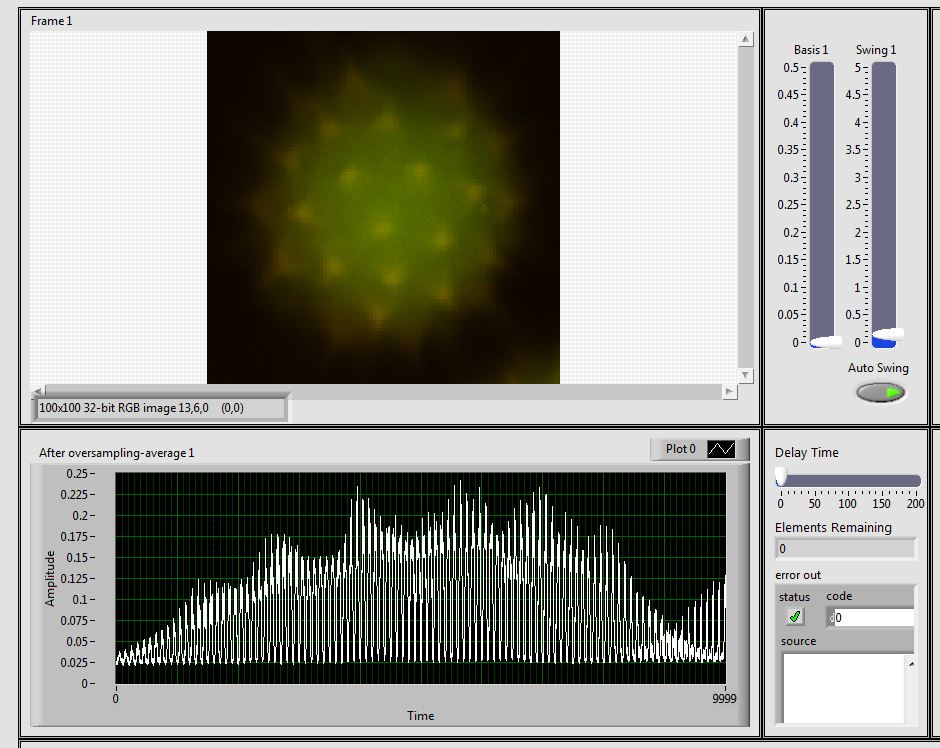 Frame 1
100x100 32-bit RGB image 13,6,0 (0,0)
Basis 1
0.5
0.45
0.4
0.35
0.3
0.25
0.2
0.15
0.1
0.05
0
Swing 1
5
4.5
4
3.5
3
2.5
2
1.5
1
0.5
0
Auto Swing
After oversampling-average 1
Plot 0
Amplitude
0.25
0.225
0.2
0.175
0.15
0.125
0.1
0.075
0.05
0.025
0
0
9999
Time
Delay Time
0 50 100 150 200
Elements Remaining
0
error out
status code
0
source